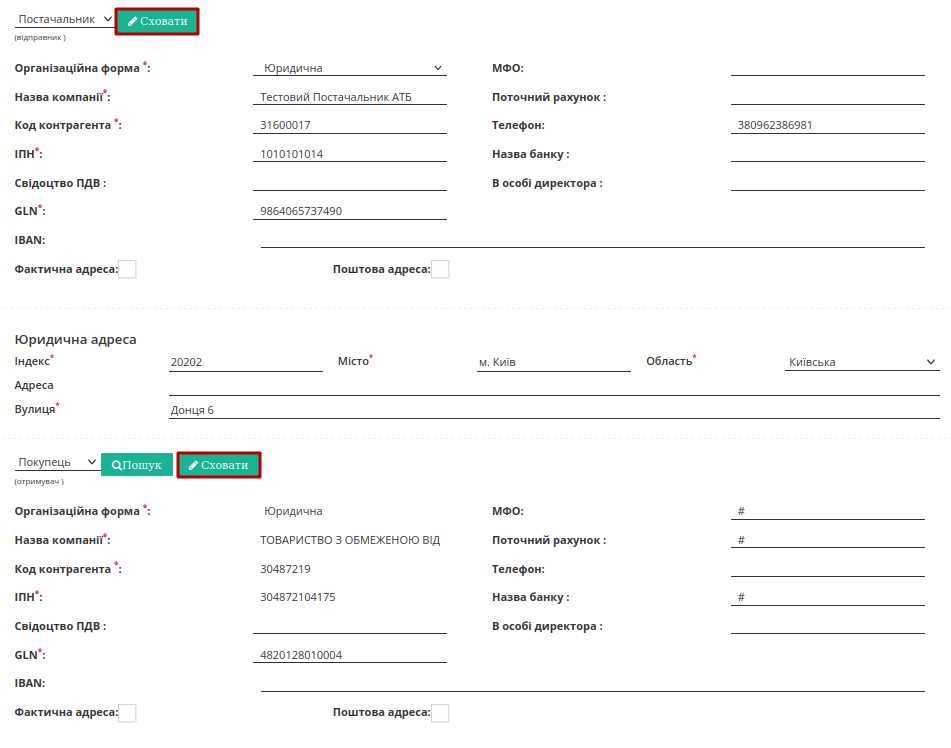 Постачальник Сховати
(відправник )
Організаційна форма *: Юридична МФО:
Назва компанії*: Тестовий Постачальник АТБ Поточний рахунок :
Код контрагента *: 31600017 Телефон: 380962386981
ІПН*: 1010101014 Назва банку :
Свідоцтво ПДВ : В особі директора :
GLN*: 9864065737490
IBAN:
Фактична адреса: Поштова адреса:
Юридична адреса
Індекс* 20202 Місто* м. Київ Область* Київська
Адреса
Вулиця* Донця 6
Покупець Пошук Сховати
(отримувач )
Організаційна форма *: Юридична МФО: #
Назва компанії*: ТОВАРИСТВО З ОБМЕЖЕНОЮ ВІД Поточний рахунок : #
Код контрагента *: 30487219 Телефон:
ІПН*: 304872104175 Назва банку : #
Свідоцтво ПДВ : В особі директора :
GLN*: 4820128010004
IBAN:
Фактична адреса: Поштова адреса: